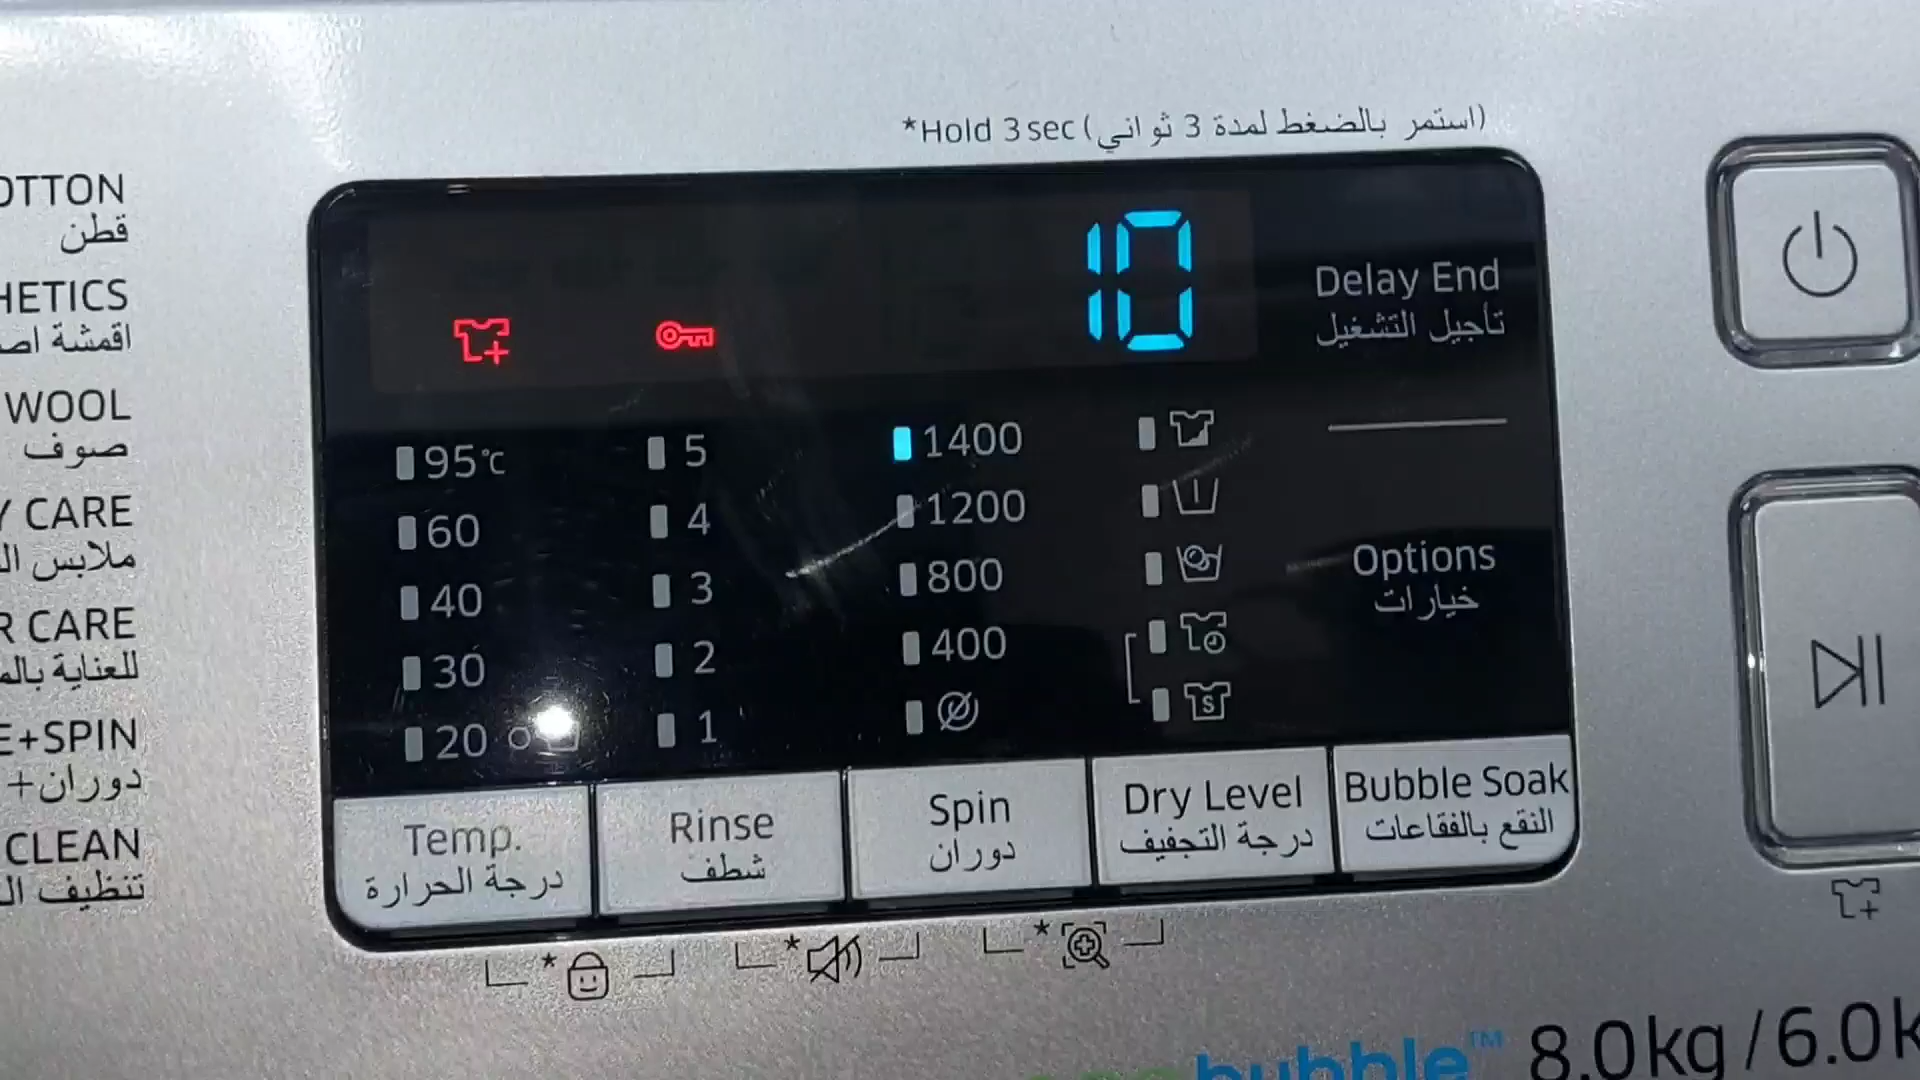 *Hold 3 sec (استمر بالضغط لمدة 3 ثواني)
OTTON
قطن
HETICS
اقمشة اص
WOOL
صوف
Y CARE
ملابس ال
R CARE
للعناية بالم
E+SPIN
دوران+
CLEAN
تنظيف ال
10
Delay End
تأجيل التشغيل
95℃
60
40
30
20
5
4
3
2
1
1400
1200
800
400
Options
خيارات
Temp.
درجة الحرارة
Rinse
شطف
Spin
دوران
Dry Level
درجة التجفيف
Bubble Soak
النقع بالفقاعات
bubble™
8.0kg/6.0k